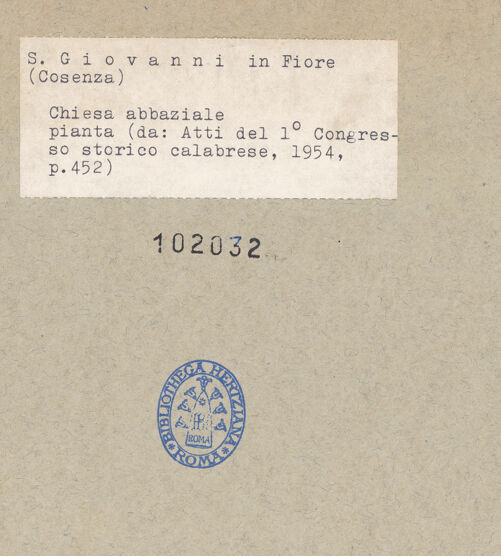 S. G i o v a n n i in Fiore
(Cosenza)
Chiesa abbaziale
pianta (da: Atti del 1º Congres-
so storico calabrese, 1954,
p.452)
102032
BIBLIOTHECA HERTZIANA
ROMA
ROMA